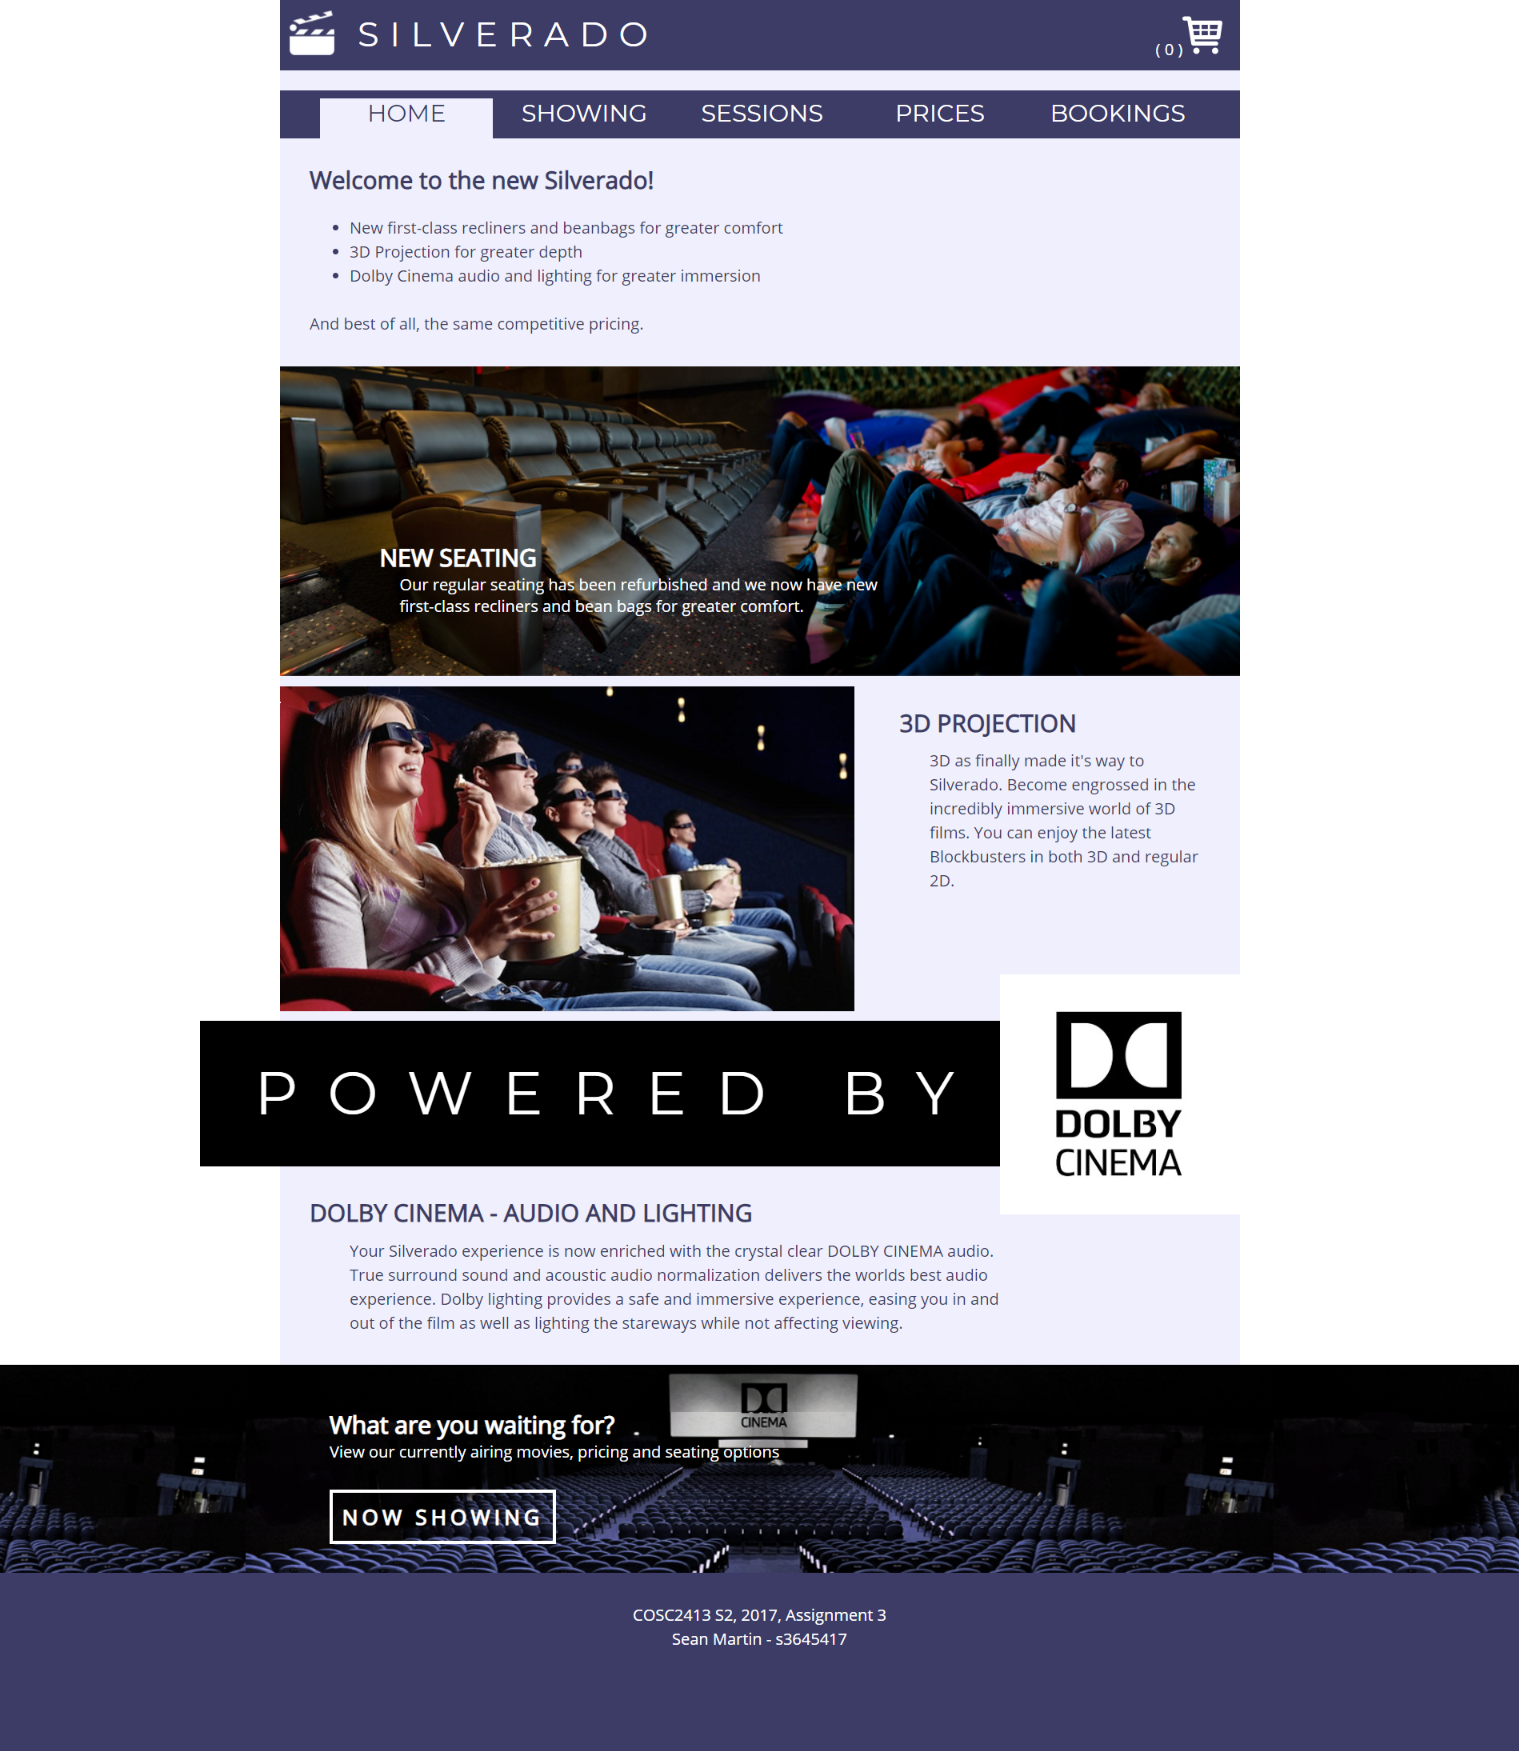 SILVERADO
( 0 )
HOME SHOWING SESSIONS PRICES BOOKINGS
Welcome to the new Silverado!
New first-class recliners and beanbags for greater comfort
3D Projection for greater depth
Dolby Cinema audio and lighting for greater immersion
And best of all, the same competitive pricing.
NEW SEATING
Our regular seating has been refurbished and we now have new
first-class recliners and bean bags for greater comfort.
3D PROJECTION
3D as finally made it's way to
Silverado. Become engrossed in the
incredibly immersive world of 3D
films. You can enjoy the latest
Blockbusters in both 3D and regular
2D.
POWERED BY
DOLBY
CINEMA
DOLBY CINEMA - AUDIO AND LIGHTING
Your Silverado experience is now enriched with the crystal clear DOLBY CINEMA audio.
True surround sound and acoustic audio normalization delivers the worlds best audio
experience. Dolby lighting provides a safe and immersive experience, easing you in and
out of the film as well as lighting the stareways while not affecting viewing.
CINEMA
What are you waiting for?
View our currently airing movies, pricing and seating options
NOW SHOWING
COSC2413 S2, 2017, Assignment 3
Sean Martin - s3645417